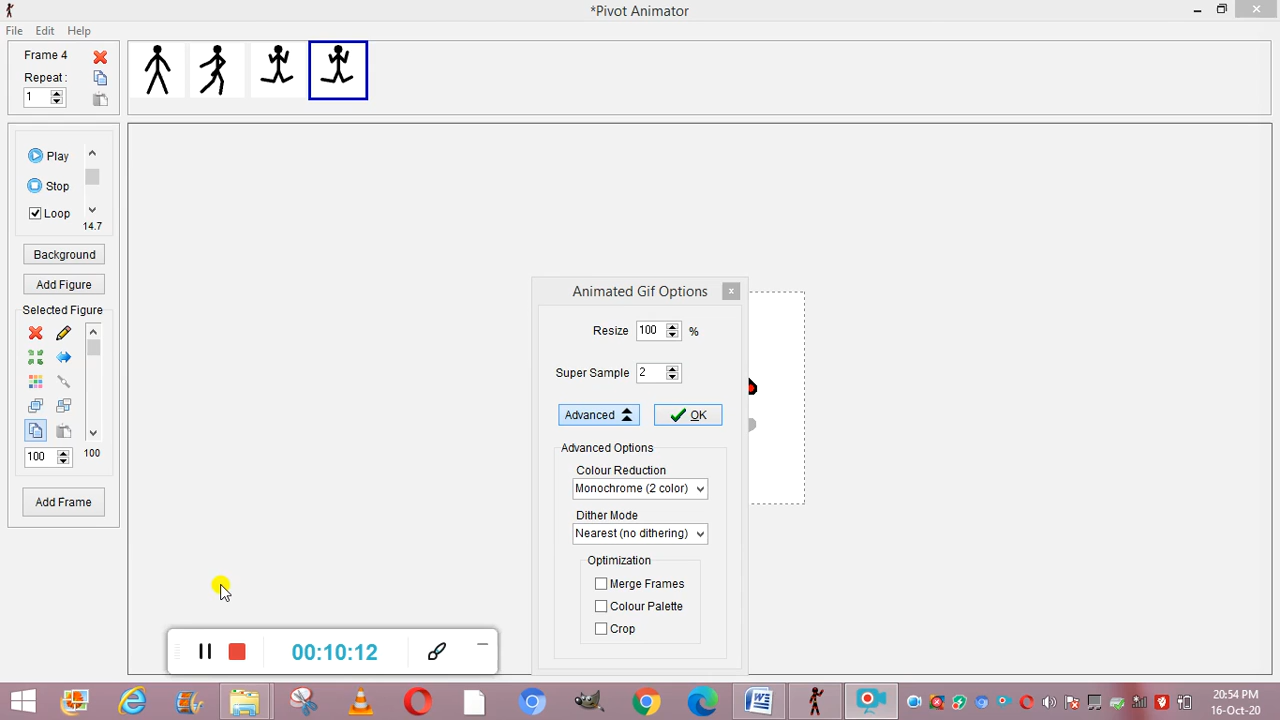 *Pivot Animator
File Edit Help
Frame 4
Repeat :
1
Play
Stop
Loop
14.7
Background
Add Figure
Selected Figure
100
100
Add Frame
Animated Gif Options
Resize 100 %
Super Sample 2
Advanced OK
Advanced Options
Colour Reduction
Monochrome (2 color)
Dither Mode
Nearest (no dithering)
Optimization
Merge Frames
Colour Palette
Crop
00:10:12
20:54 PM
16-Oct-20